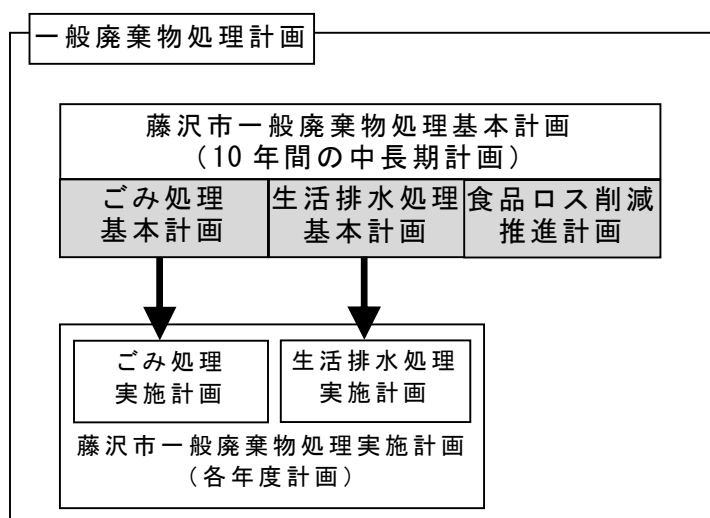 一般廃棄物処理計画
藤沢市一般廃棄物処理基本計画
（10年間の中長期計画）
ごみ処理
基本計画
生活排水処理
基本計画
食品ロス削減
推進計画
ごみ処理
実施計画
生活排水処理
実施計画
藤沢市一般廃棄物処理実施計画
（各年度計画）